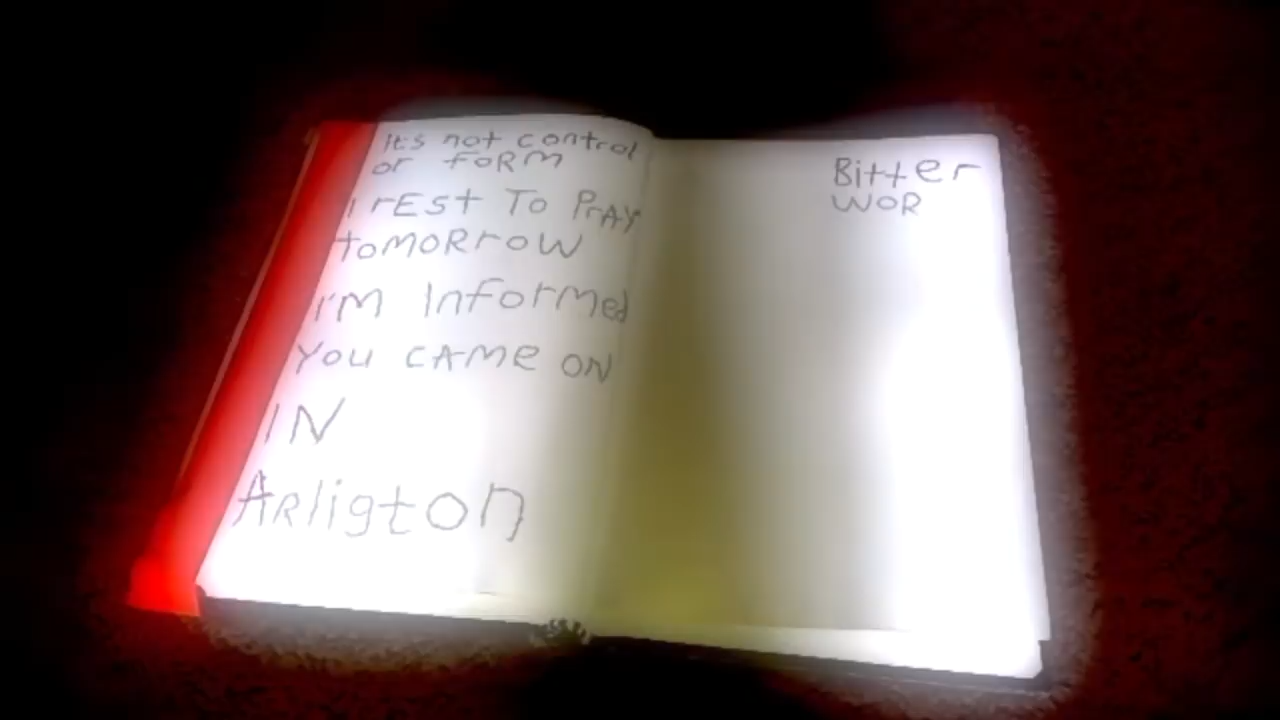 it's not control
or FoRM
I rESt To PrAY
toMoRroW
I'M InFormed
You CAMe ON
IN
ARligton
Bitter
WoR